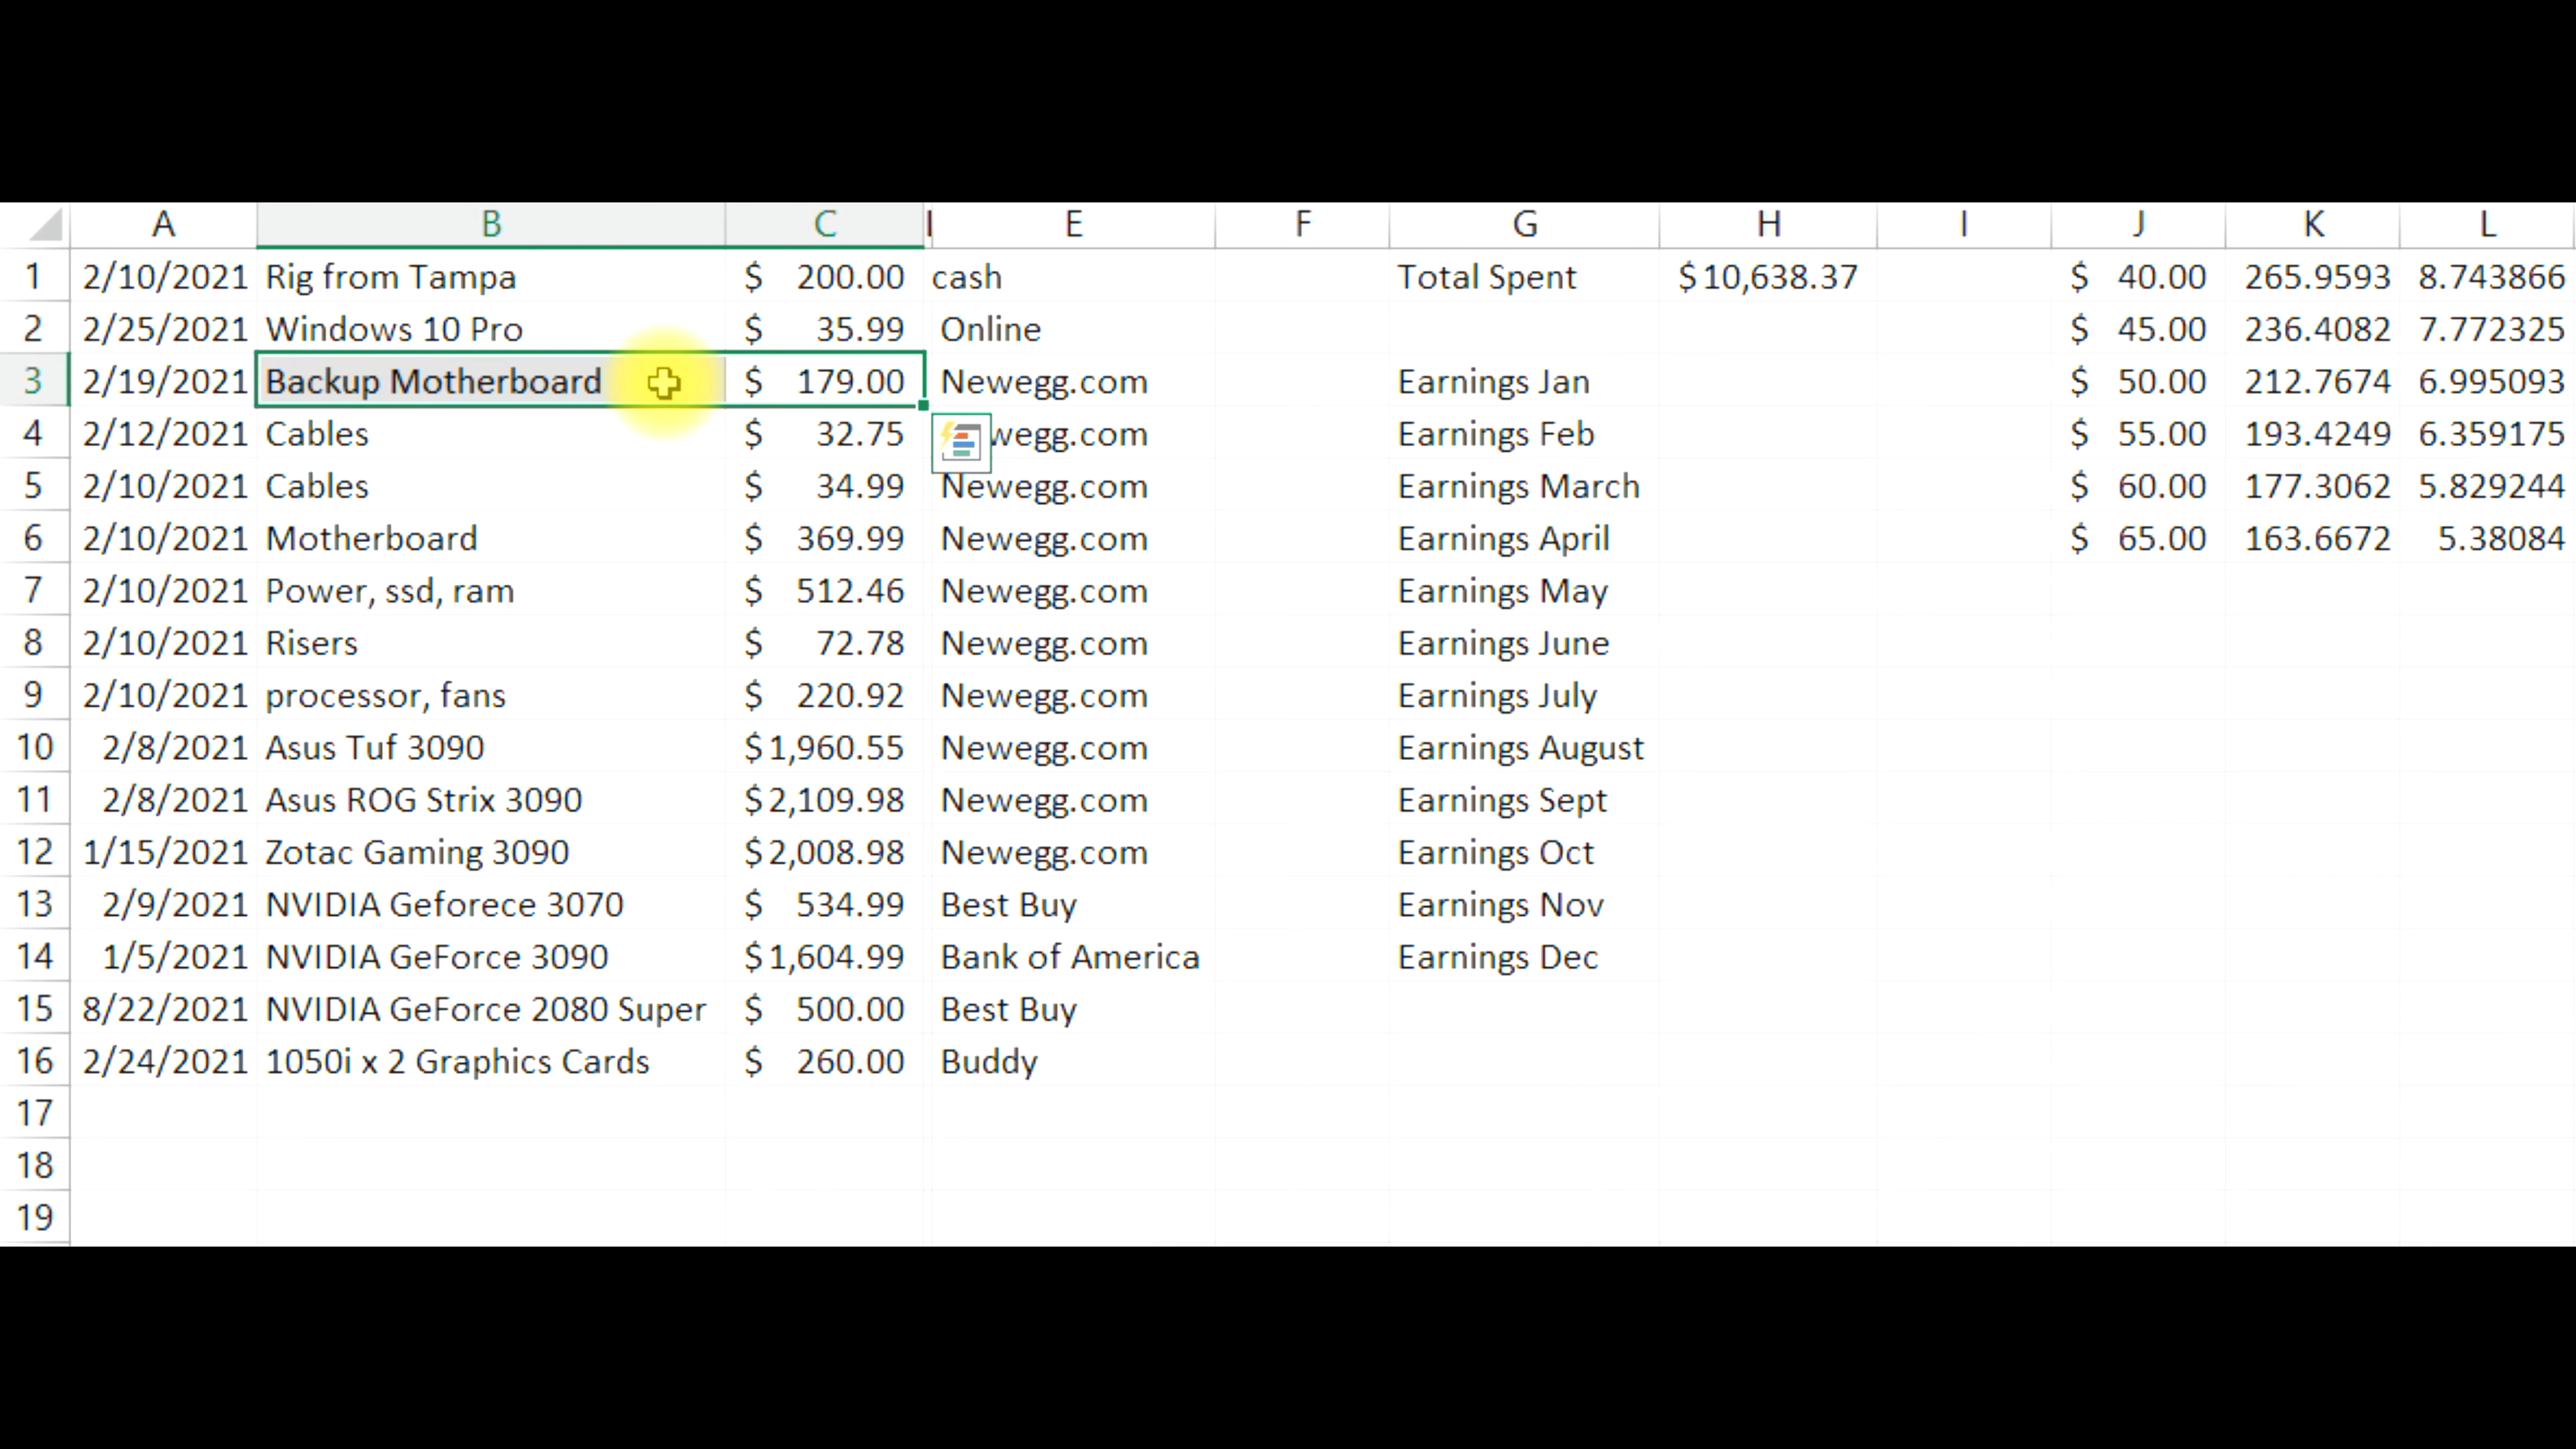 A B C E F G H I J K L
1 2/10/2021 Rig from Tampa $ 200.00 cash Total Spent $10,638.37 $ 40.00 265.9593 8.743866
2 2/25/2021 Windows 10 Pro $ 35.99 Online $ 45.00 236.4082 7.772325
3 2/19/2021 Backup Motherboard $ 179.00 Newegg.com Earnings Jan $ 50.00 212.7674 6.995093
4 2/12/2021 Cables $ 32.75 wegg.com Earnings Feb $ 55.00 193.4249 6.359175
5 2/10/2021 Cables $ 34.99 Newegg.com Earnings March $ 60.00 177.3062 5.829244
6 2/10/2021 Motherboard $ 369.99 Newegg.com Earnings April $ 65.00 163.6672 5.38084
7 2/10/2021 Power, ssd, ram $ 512.46 Newegg.com Earnings May
8 2/10/2021 Risers $ 72.78 Newegg.com Earnings June
9 2/10/2021 processor, fans $ 220.92 Newegg.com Earnings July
10 2/8/2021 Asus Tuf 3090 $1,960.55 Newegg.com Earnings August
11 2/8/2021 Asus ROG Strix 3090 $2,109.98 Newegg.com Earnings Sept
12 1/15/2021 Zotac Gaming 3090 $2,008.98 Newegg.com Earnings Oct
13 2/9/2021 NVIDIA Geforece 3070 $ 534.99 Best Buy Earnings Nov
14 1/5/2021 NVIDIA GeForce 3090 $1,604.99 Bank of America Earnings Dec
15 8/22/2021 NVIDIA GeForce 2080 Super $ 500.00 Best Buy
16 2/24/2021 1050i x 2 Graphics Cards $ 260.00 Buddy
17
18
19